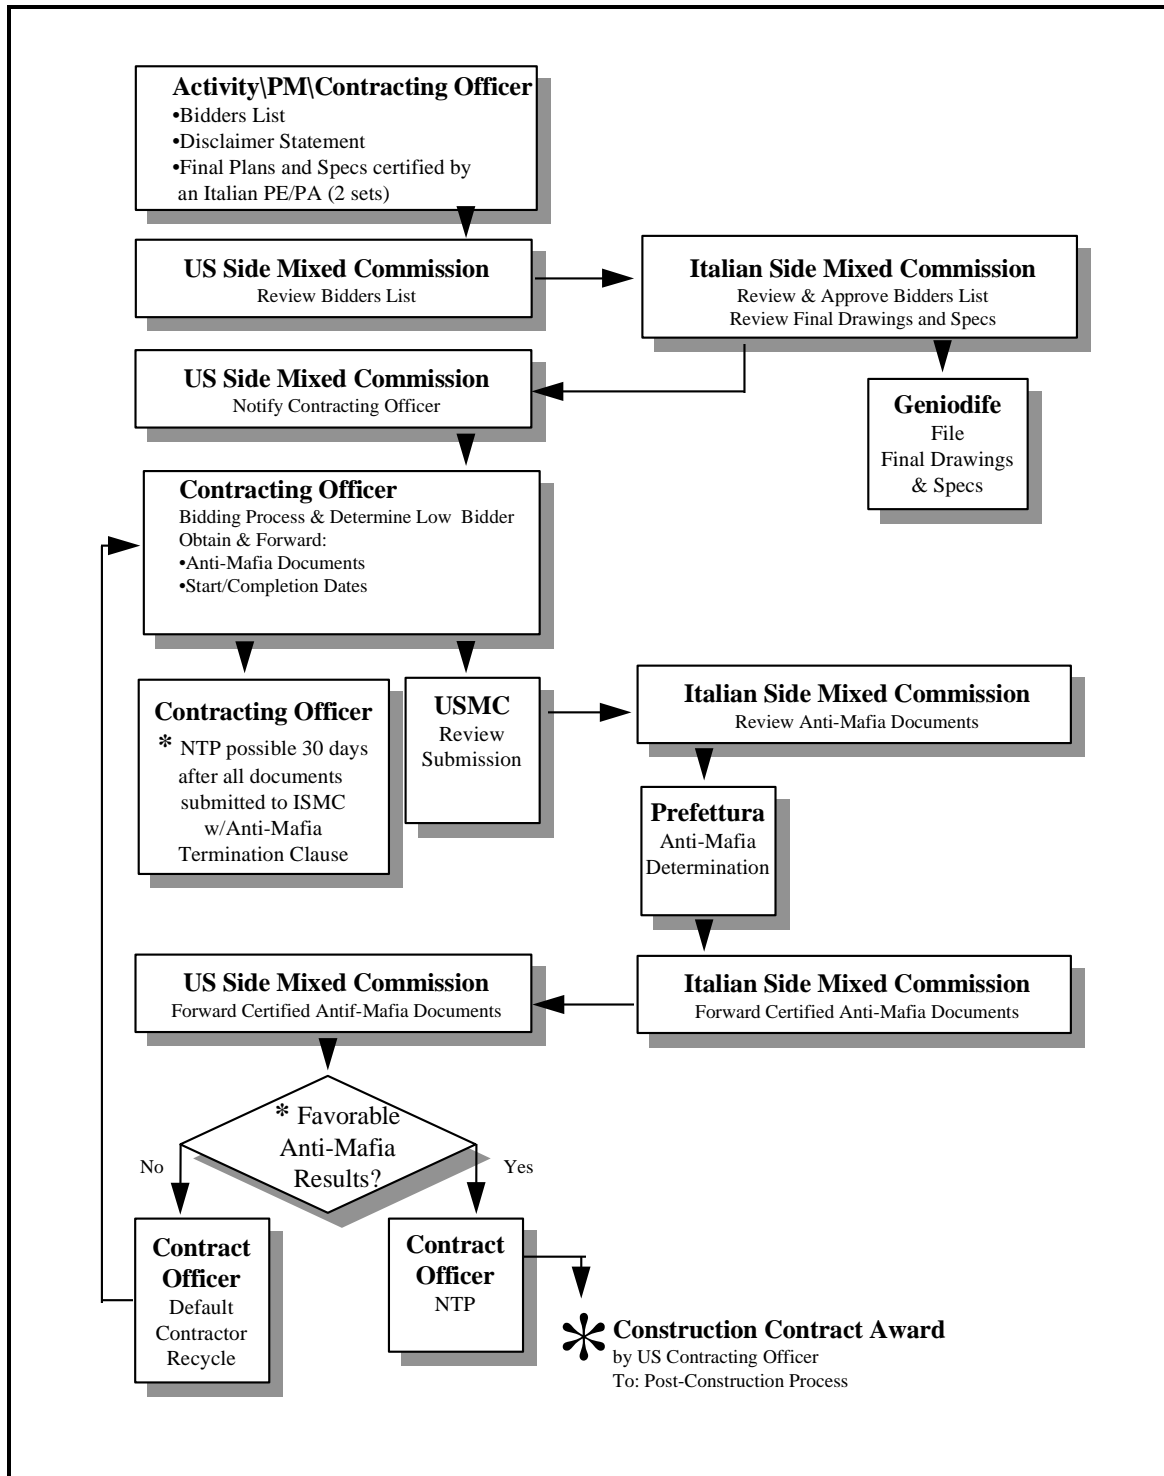 Activity\PM\Contracting Officer
•Bidders List
•Disclaimer Statement
•Final Plans and Specs certified by
an Italian PE/PA (2 sets)
US Side Mixed Commission
Review Bidders List
Italian Side Mixed Commission
Review & Approve Bidders List
Review Final Drawings and Specs
US Side Mixed Commission
Notify Contracting Officer
Geniodife
File
Final Drawings
& Specs
Contracting Officer
Bidding Process & Determine Low Bidder
Obtain & Forward:
•Anti-Mafia Documents
•Start/Completion Dates
Contracting Officer
* NTP possible 30 days
after all documents
submitted to ISMC
w/Anti-Mafia
Termination Clause
USMC
Review
Submission
Italian Side Mixed Commission
Review Anti-Mafia Documents
Prefettura
Anti-Mafia
Determination
US Side Mixed Commission
Forward Certified Antif-Mafia Documents
Italian Side Mixed Commission
Forward Certified Anti-Mafia Documents
* Favorable
Anti-Mafia
Results?
No
Yes
Contract
Officer
Default
Contractor
Recycle
Contract
Officer
NTP
* Construction Contract Award
by US Contracting Officer
To: Post-Construction Process